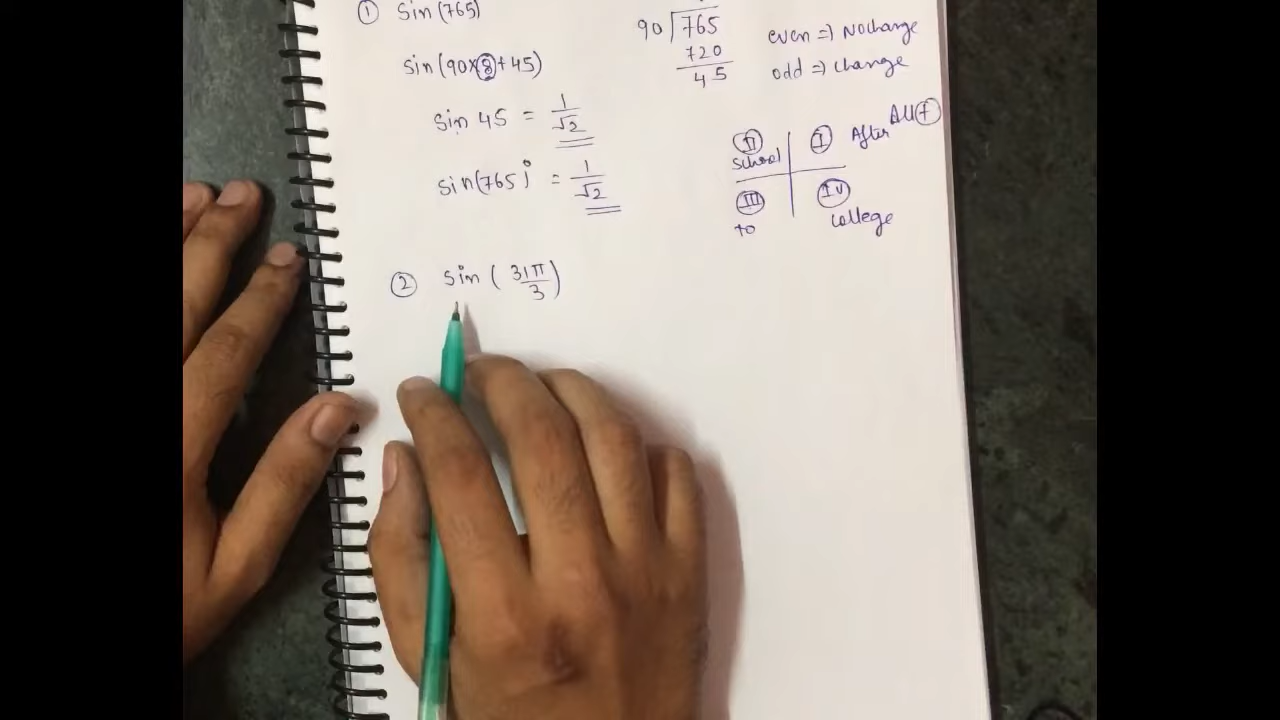 ① Sin(765)
sin(90×8+45)
sin 45 = 1/√2
sin(765)° = 1/√2
② sin(31π/3)
90 ) 765
720
45
even ⇒ No change
odd ⇒ change
II I After All +
School
III IV
to college